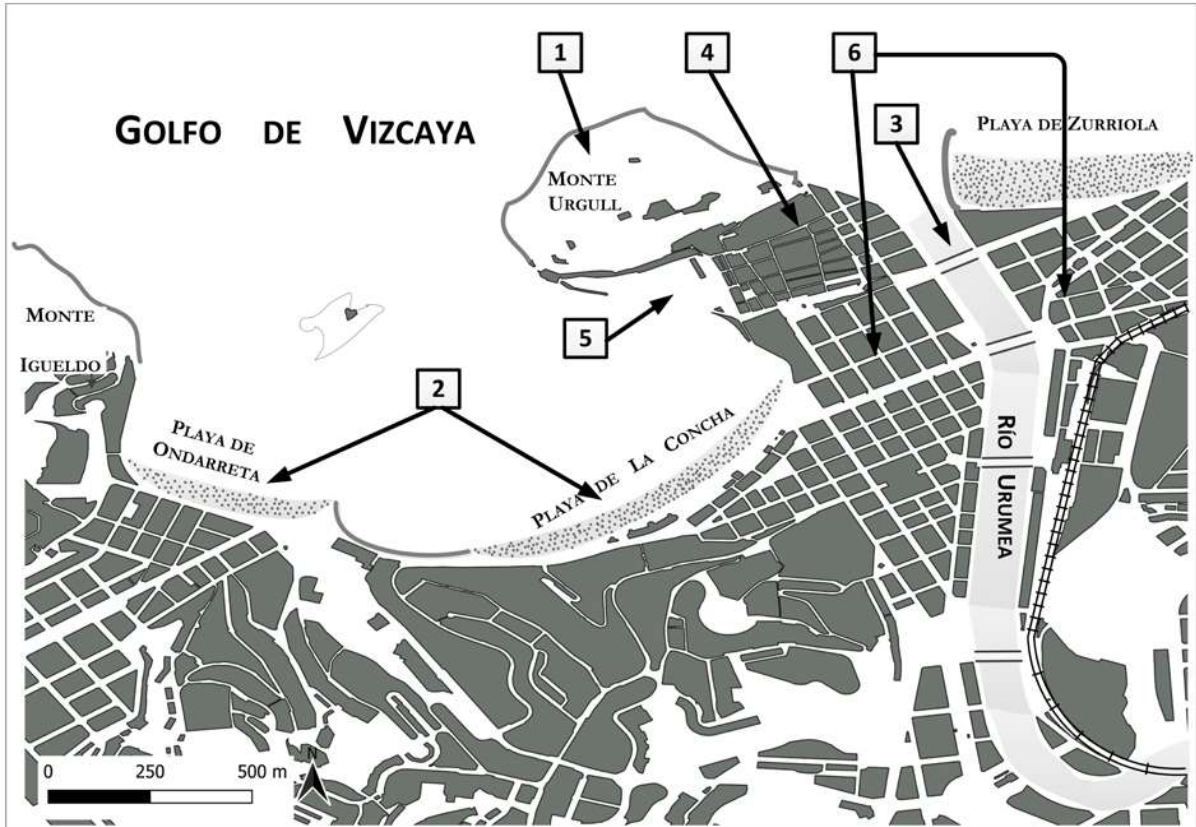 1
4
6
GOLFO DE VIZCAYA
3
PLAYA DE ZURRIOLA
MONTE
URGULL
MONTE
IGUELDO
5
2
PLAYA DE
ONDARRETA
PLAYA DE LA CONCHA
RÍO URUMEA
N
0 250 500 m